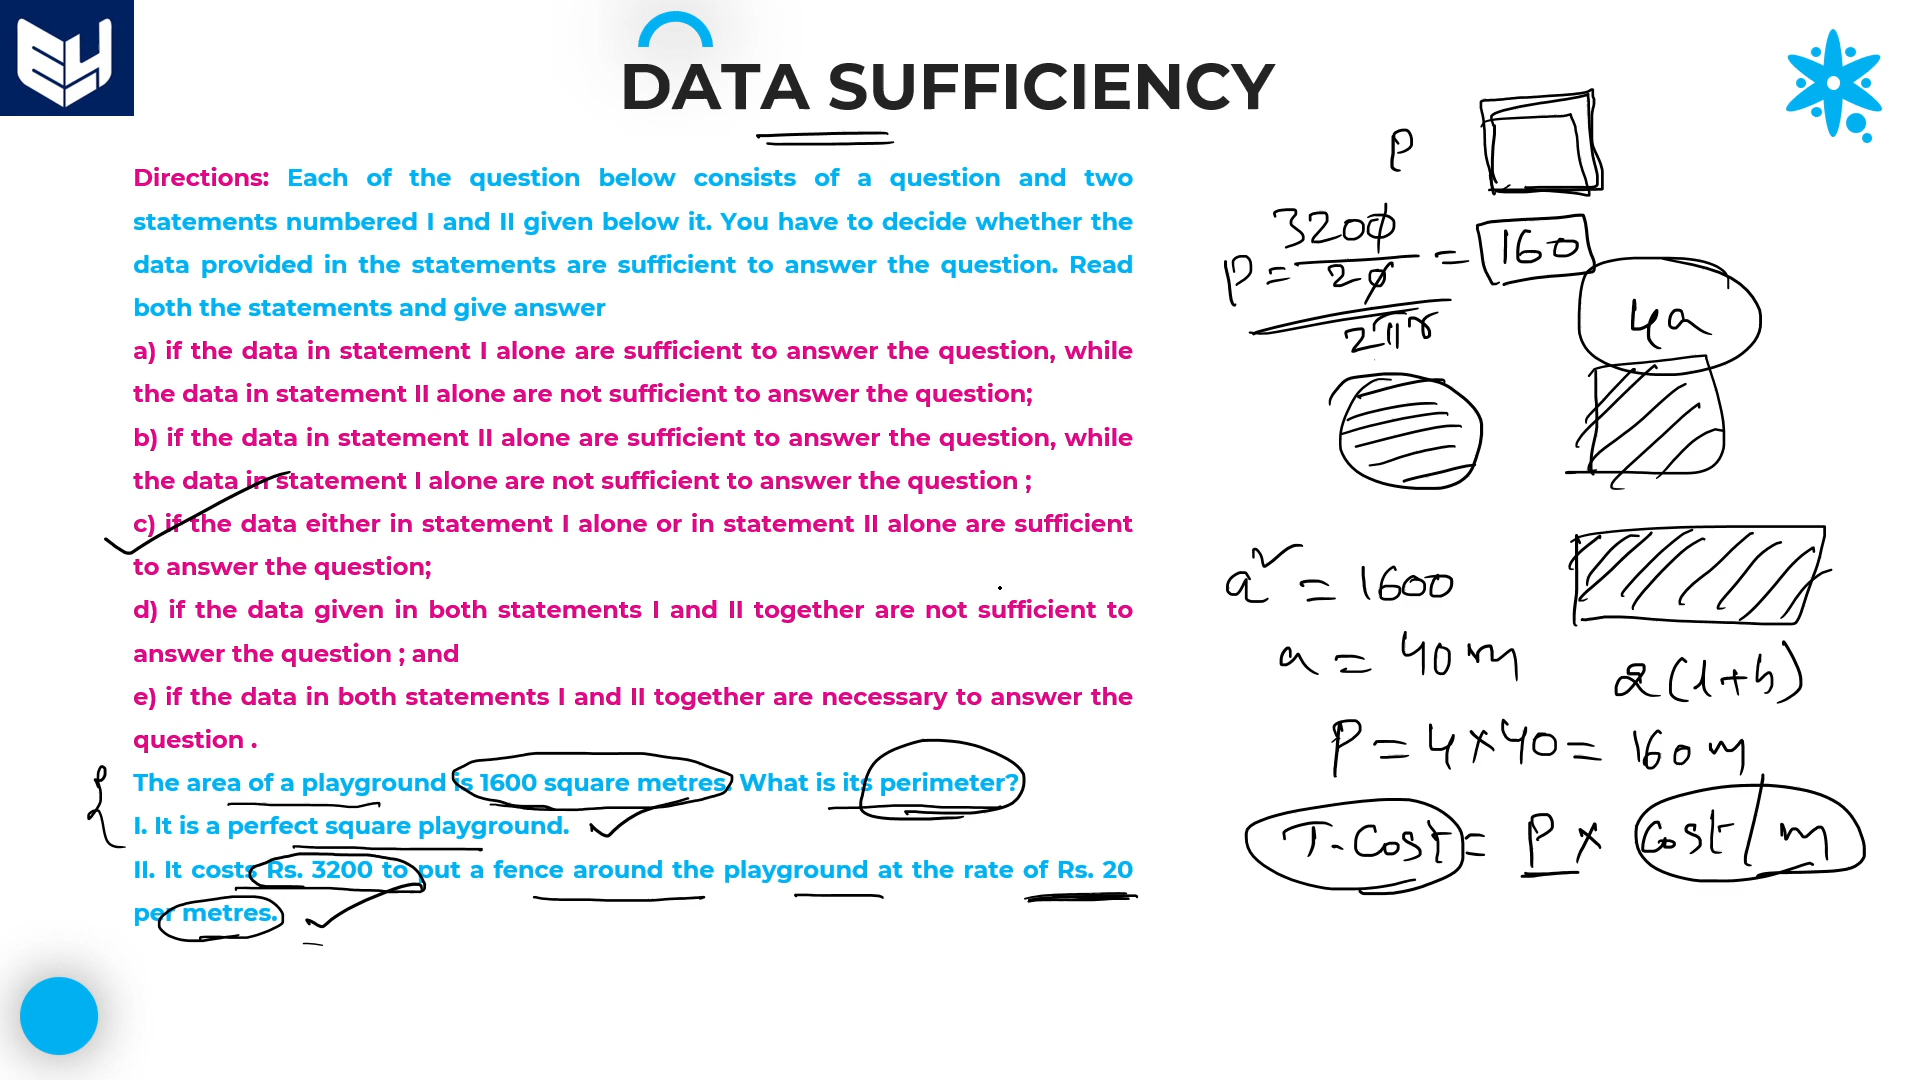 EY
DATA SUFFICIENCY
Directions: Each of the question below consists of a question and two
statements numbered I and II given below it. You have to decide whether the
data provided in the statements are sufficient to answer the question. Read
both the statements and give answer
a) if the data in statement I alone are sufficient to answer the question, while
the data in statement II alone are not sufficient to answer the question;
b) if the data in statement II alone are sufficient to answer the question, while
the data in statement I alone are not sufficient to answer the question ;
c) if the data either in statement I alone or in statement II alone are sufficient
to answer the question;
d) if the data given in both statements I and II together are not sufficient to
answer the question ; and
e) if the data in both statements I and II together are necessary to answer the
question .
The area of a playground is 1600 square metres. What is its perimeter?
I. It is a perfect square playground.
II. It costs Rs. 3200 to put a fence around the playground at the rate of Rs. 20
per metres.
P
P = 3200 / 20 = 160
2πr
4a
a² = 1600
a = 40 m
2(l+b)
P = 4 × 40 = 160 m
T. Cost = P × Cost / m